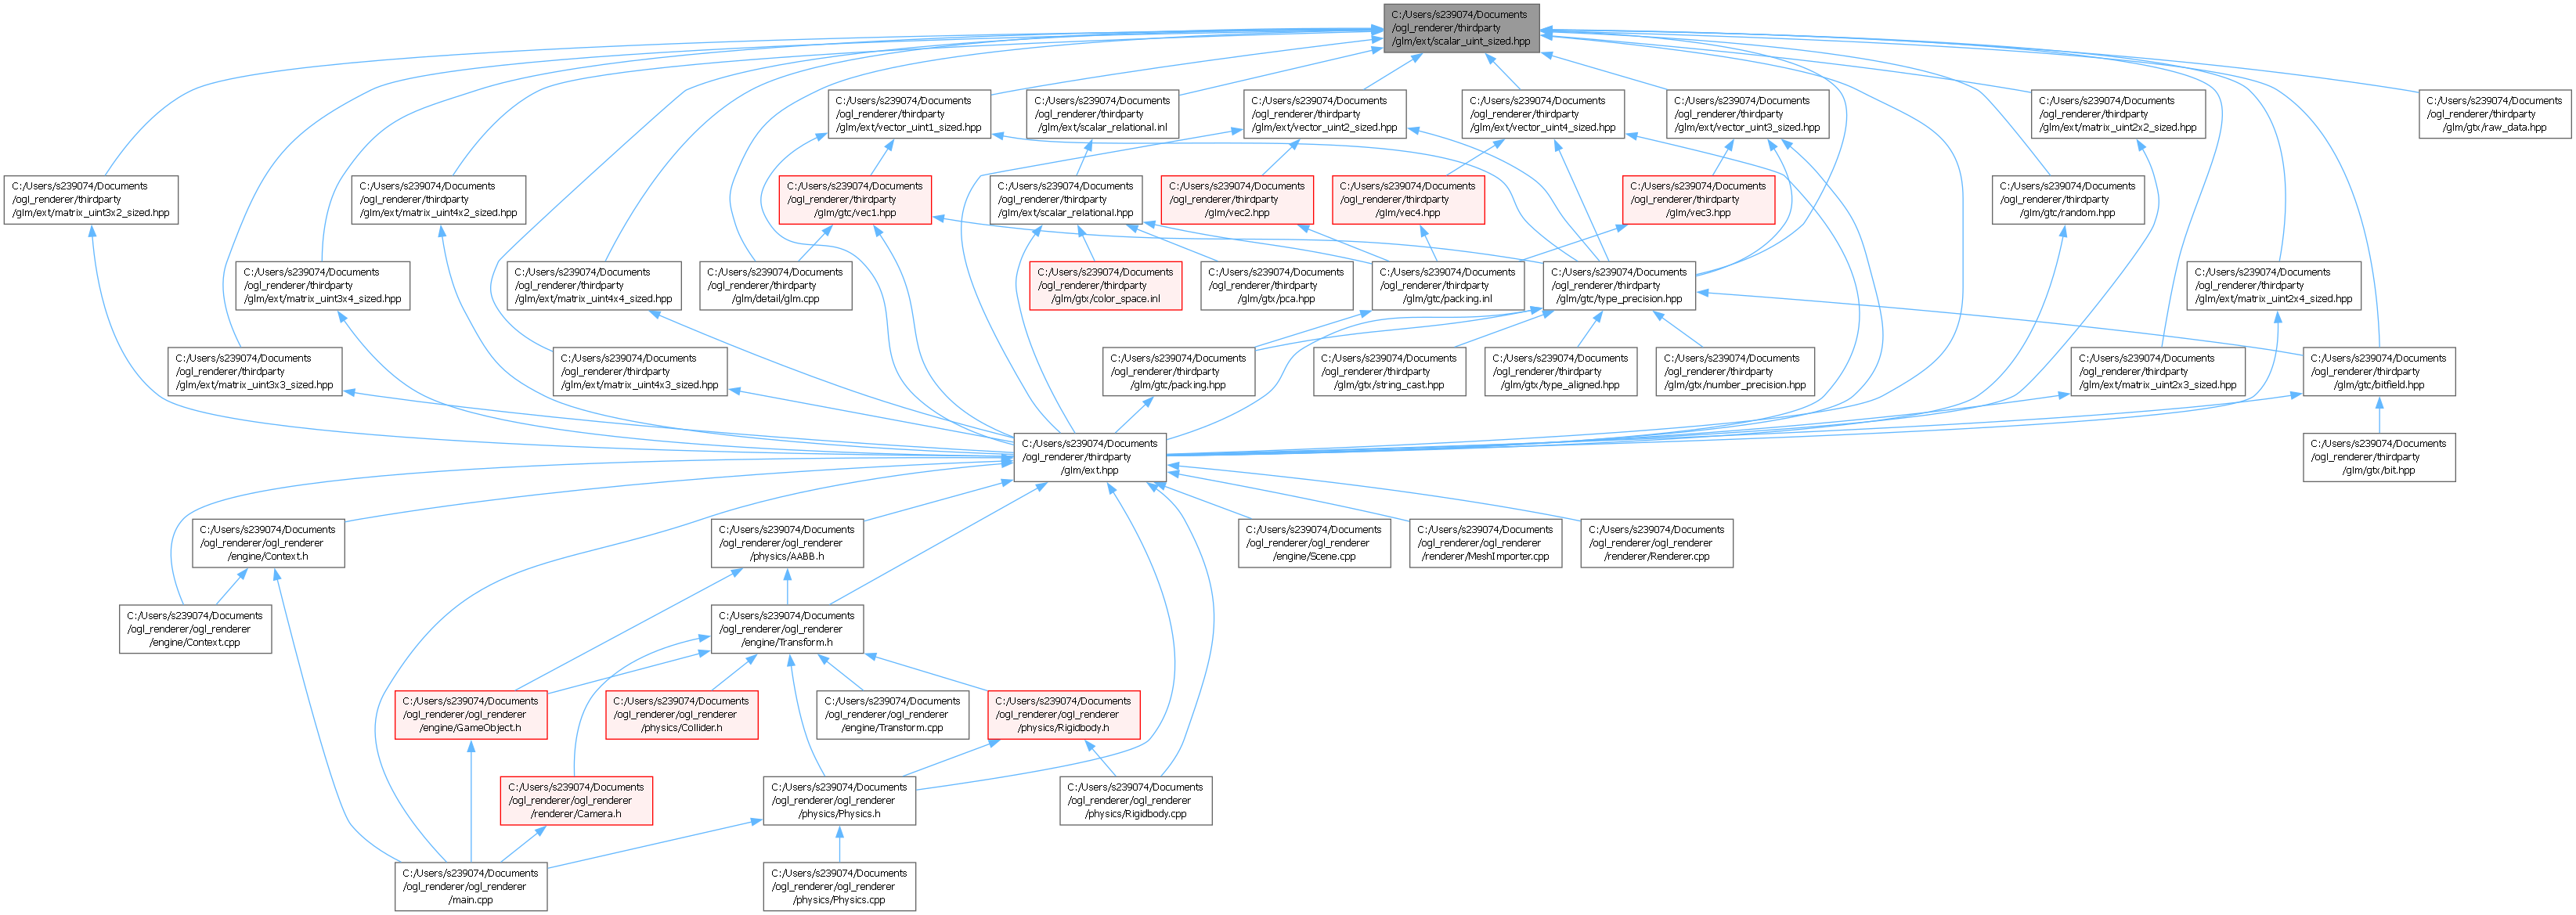 C:/Users/s239074/Documents
/ogl_renderer/thirdparty
/glm/ext/scalar_uint_sized.hpp
C:/Users/s239074/Documents
/ogl_renderer/thirdparty
/glm/ext/vector_uint1_sized.hpp
C:/Users/s239074/Documents
/ogl_renderer/thirdparty
/glm/ext/scalar_relational.inl
C:/Users/s239074/Documents
/ogl_renderer/thirdparty
/glm/ext/vector_uint2_sized.hpp
C:/Users/s239074/Documents
/ogl_renderer/thirdparty
/glm/ext/vector_uint4_sized.hpp
C:/Users/s239074/Documents
/ogl_renderer/thirdparty
/glm/ext/vector_uint3_sized.hpp
C:/Users/s239074/Documents
/ogl_renderer/thirdparty
/glm/ext/matrix_uint2x2_sized.hpp
C:/Users/s239074/Documents
/ogl_renderer/thirdparty
/glm/gtx/raw_data.hpp
C:/Users/s239074/Documents
/ogl_renderer/thirdparty
/glm/ext/matrix_uint3x2_sized.hpp
C:/Users/s239074/Documents
/ogl_renderer/thirdparty
/glm/ext/matrix_uint4x2_sized.hpp
C:/Users/s239074/Documents
/ogl_renderer/thirdparty
/glm/gtc/vec1.hpp
C:/Users/s239074/Documents
/ogl_renderer/thirdparty
/glm/ext/scalar_relational.hpp
C:/Users/s239074/Documents
/ogl_renderer/thirdparty
/glm/vec2.hpp
C:/Users/s239074/Documents
/ogl_renderer/thirdparty
/glm/vec4.hpp
C:/Users/s239074/Documents
/ogl_renderer/thirdparty
/glm/vec3.hpp
C:/Users/s239074/Documents
/ogl_renderer/thirdparty
/glm/gtc/random.hpp
C:/Users/s239074/Documents
/ogl_renderer/thirdparty
/glm/ext/matrix_uint3x4_sized.hpp
C:/Users/s239074/Documents
/ogl_renderer/thirdparty
/glm/ext/matrix_uint4x4_sized.hpp
C:/Users/s239074/Documents
/ogl_renderer/thirdparty
/glm/detail/glm.cpp
C:/Users/s239074/Documents
/ogl_renderer/thirdparty
/glm/gtx/color_space.inl
C:/Users/s239074/Documents
/ogl_renderer/thirdparty
/glm/gtx/pca.hpp
C:/Users/s239074/Documents
/ogl_renderer/thirdparty
/glm/gtc/packing.inl
C:/Users/s239074/Documents
/ogl_renderer/thirdparty
/glm/gtc/type_precision.hpp
C:/Users/s239074/Documents
/ogl_renderer/thirdparty
/glm/ext/matrix_uint2x4_sized.hpp
C:/Users/s239074/Documents
/ogl_renderer/thirdparty
/glm/ext/matrix_uint3x3_sized.hpp
C:/Users/s239074/Documents
/ogl_renderer/thirdparty
/glm/ext/matrix_uint4x3_sized.hpp
C:/Users/s239074/Documents
/ogl_renderer/thirdparty
/glm/gtc/packing.hpp
C:/Users/s239074/Documents
/ogl_renderer/thirdparty
/glm/gtx/string_cast.hpp
C:/Users/s239074/Documents
/ogl_renderer/thirdparty
/glm/gtx/type_aligned.hpp
C:/Users/s239074/Documents
/ogl_renderer/thirdparty
/glm/gtx/number_precision.hpp
C:/Users/s239074/Documents
/ogl_renderer/thirdparty
/glm/ext/matrix_uint2x3_sized.hpp
C:/Users/s239074/Documents
/ogl_renderer/thirdparty
/glm/gtc/bitfield.hpp
C:/Users/s239074/Documents
/ogl_renderer/thirdparty
/glm/ext.hpp
C:/Users/s239074/Documents
/ogl_renderer/thirdparty
/glm/gtx/bit.hpp
C:/Users/s239074/Documents
/ogl_renderer/ogl_renderer
/engine/Context.h
C:/Users/s239074/Documents
/ogl_renderer/ogl_renderer
/physics/AABB.h
C:/Users/s239074/Documents
/ogl_renderer/ogl_renderer
/engine/Scene.cpp
C:/Users/s239074/Documents
/ogl_renderer/ogl_renderer
/renderer/MeshImporter.cpp
C:/Users/s239074/Documents
/ogl_renderer/ogl_renderer
/renderer/Renderer.cpp
C:/Users/s239074/Documents
/ogl_renderer/ogl_renderer
/engine/Context.cpp
C:/Users/s239074/Documents
/ogl_renderer/ogl_renderer
/engine/Transform.h
C:/Users/s239074/Documents
/ogl_renderer/ogl_renderer
/engine/GameObject.h
C:/Users/s239074/Documents
/ogl_renderer/ogl_renderer
/physics/Collider.h
C:/Users/s239074/Documents
/ogl_renderer/ogl_renderer
/engine/Transform.cpp
C:/Users/s239074/Documents
/ogl_renderer/ogl_renderer
/physics/Rigidbody.h
C:/Users/s239074/Documents
/ogl_renderer/ogl_renderer
/renderer/Camera.h
C:/Users/s239074/Documents
/ogl_renderer/ogl_renderer
/physics/Physics.h
C:/Users/s239074/Documents
/ogl_renderer/ogl_renderer
/physics/Rigidbody.cpp
C:/Users/s239074/Documents
/ogl_renderer/ogl_renderer
/main.cpp
C:/Users/s239074/Documents
/ogl_renderer/ogl_renderer
/physics/Physics.cpp